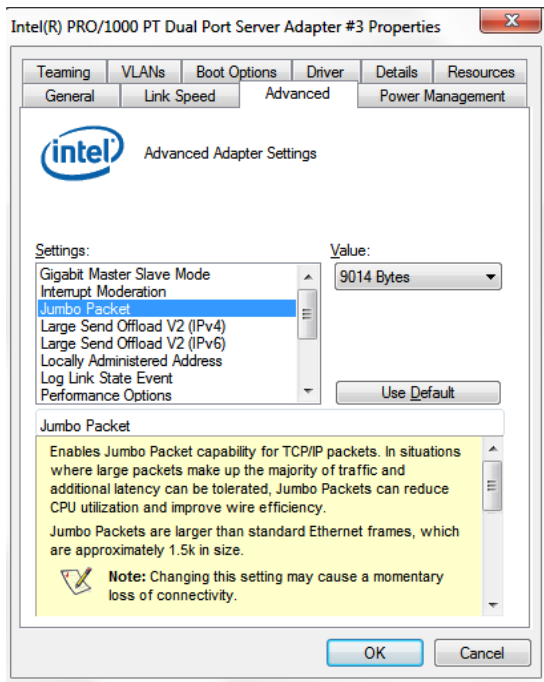 Intel(R) PRO/1000 PT Dual Port Server Adapter #3 Properties
Teaming VLANs Boot Options Driver Details Resources
General Link Speed Advanced Power Management
intel Advanced Adapter Settings
Settings: Value:
Gigabit Master Slave Mode 9014 Bytes
Interrupt Moderation
Jumbo Packet
Large Send Offload V2 (IPv4)
Large Send Offload V2 (IPv6)
Locally Administered Address
Log Link State Event
Performance Options Use Default
Jumbo Packet
Enables Jumbo Packet capability for TCP/IP packets. In situations
where large packets make up the majority of traffic and
additional latency can be tolerated, Jumbo Packets can reduce
CPU utilization and improve wire efficiency.
Jumbo Packets are larger than standard Ethernet frames, which
are approximately 1.5k in size.
Note: Changing this setting may cause a momentary
loss of connectivity.
OK Cancel